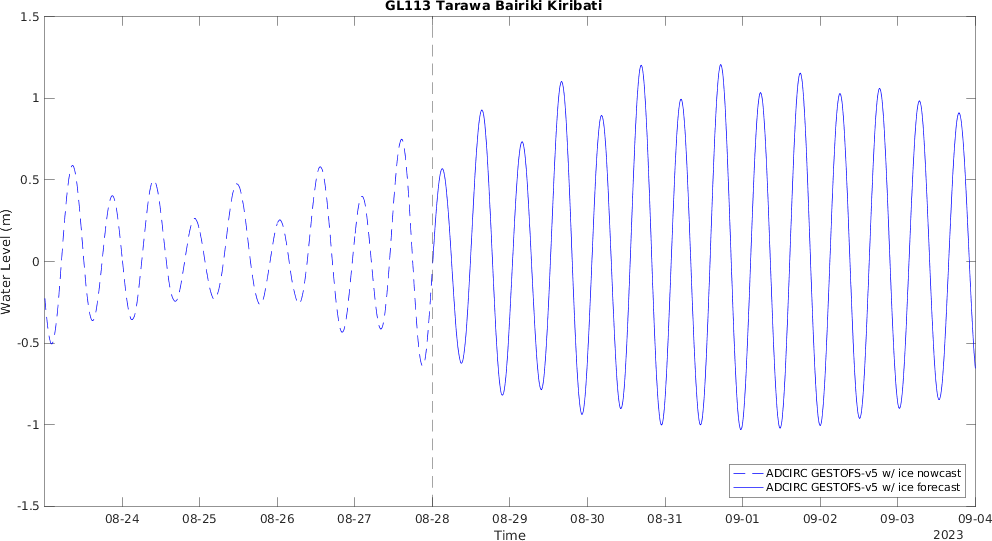 GL113 Tarawa Bairiki Kiribati
1.5
1
0.5
0
-0.5
-1
-1.5
Water Level (m)
ADCIRC GESTOFS-v5 w/ ice nowcast
ADCIRC GESTOFS-v5 w/ ice forecast
08-24 08-25 08-26 08-27 08-28 08-29 08-30 08-31 09-01 09-02 09-03 09-04
Time
2023